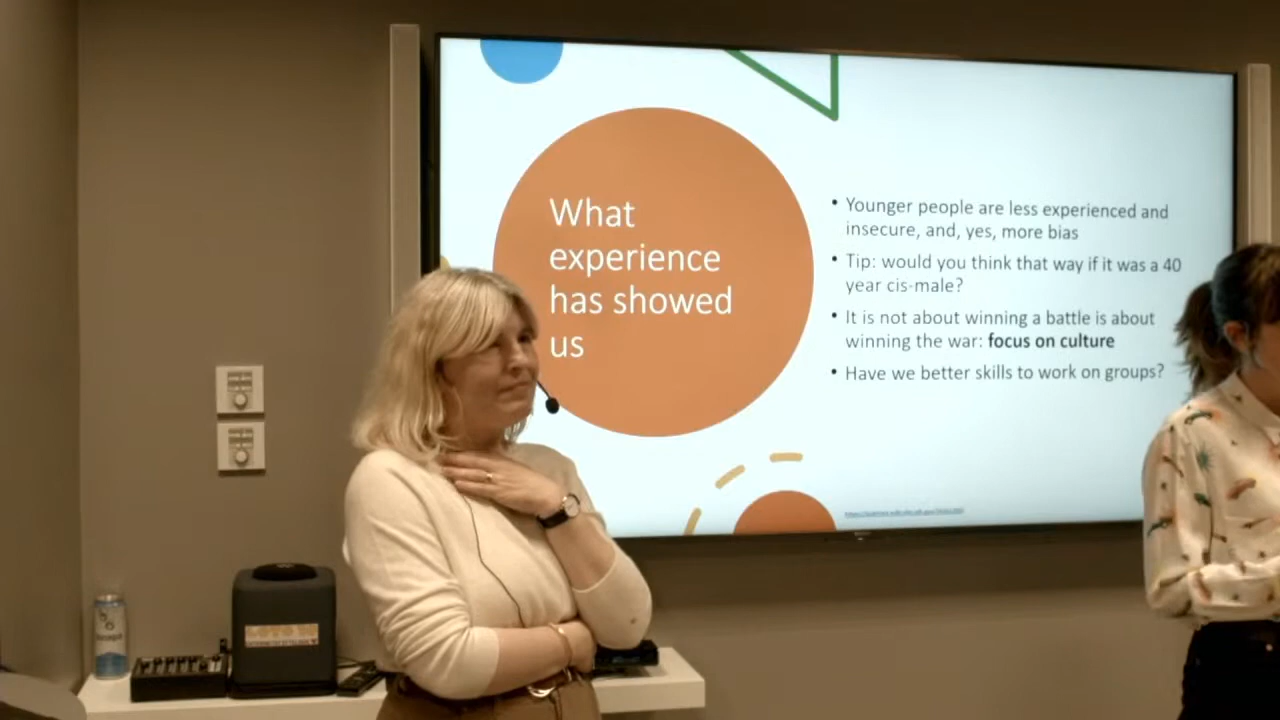 What
experience
has showed
us
• Younger people are less experienced and
insecure, and, yes, more bias
• Tip: would you think that way if it was a 40
year cis-male?
• It is not about winning a battle is about
winning the war: focus on culture
• Have we better skills to work on groups?